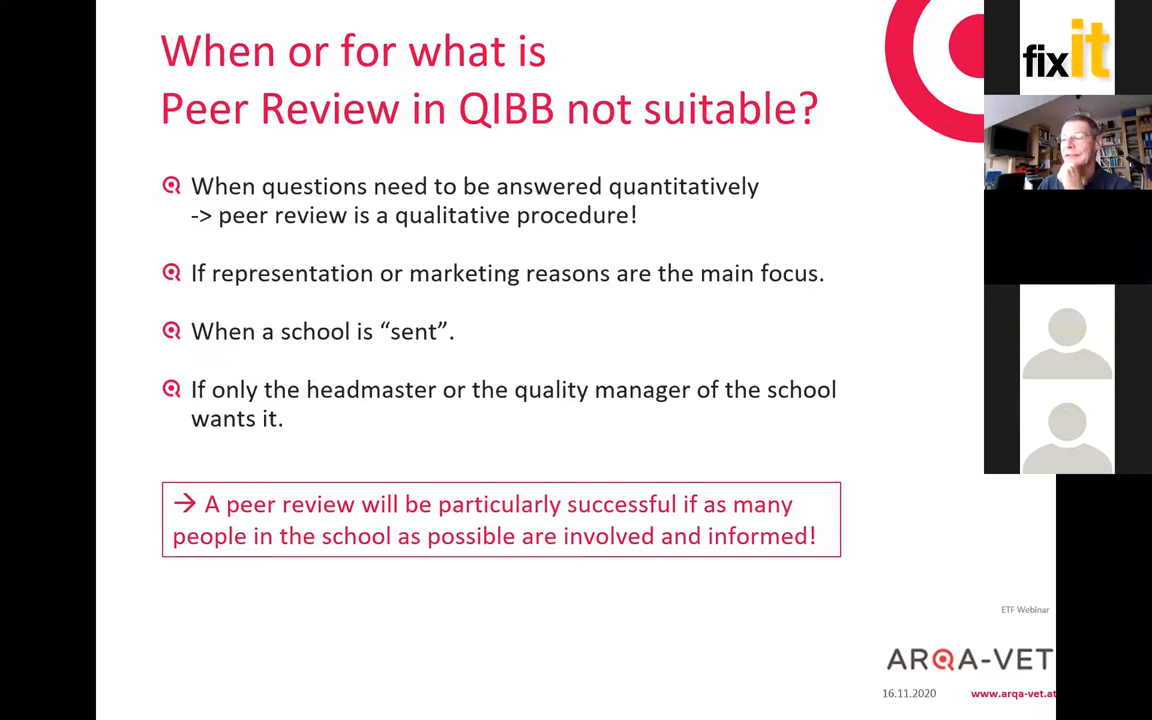 When or for what is
Peer Review in QIBB not suitable?
fixit
When questions need to be answered quantitatively
-> peer review is a qualitative procedure!
If representation or marketing reasons are the main focus.
When a school is “sent”.
If only the headmaster or the quality manager of the school
wants it.
→ A peer review will be particularly successful if as many
people in the school as possible are involved and informed!
ETF Webinar
ARQA-VET
16.11.2020
www.arqa-vet.at